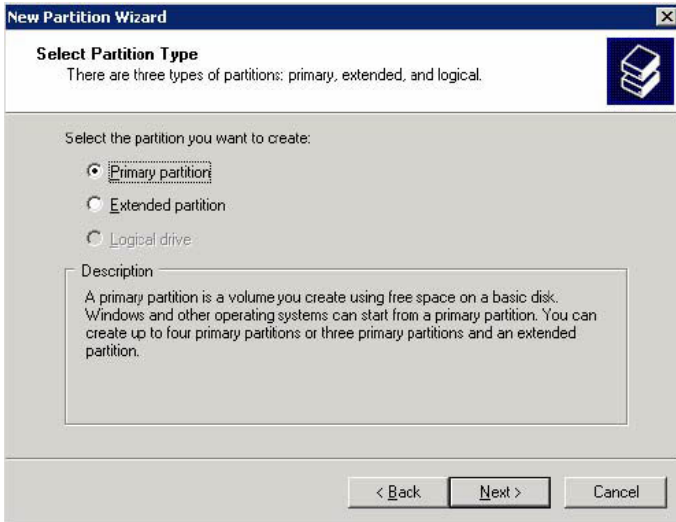 New Partition Wizard
Select Partition Type
There are three types of partitions: primary, extended, and logical.
Select the partition you want to create:
Primary partition
Extended partition
Logical drive
Description
A primary partition is a volume you create using free space on a basic disk.
Windows and other operating systems can start from a primary partition. You can
create up to four primary partitions or three primary partitions and an extended
partition.
< Back
Next >
Cancel